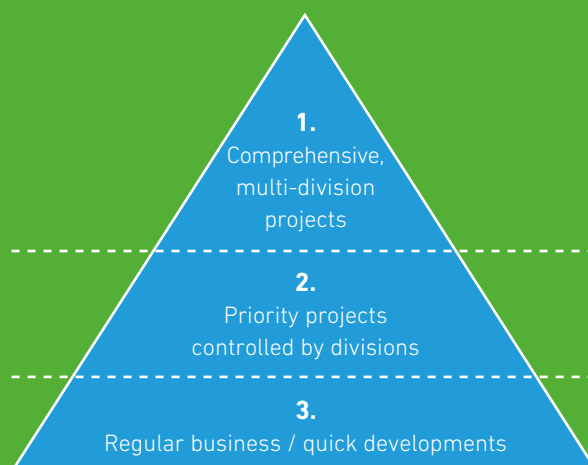 1.
Comprehensive,
multi-division
projects
2.
Priority projects
controlled by divisions
3.
Regular business / quick developments